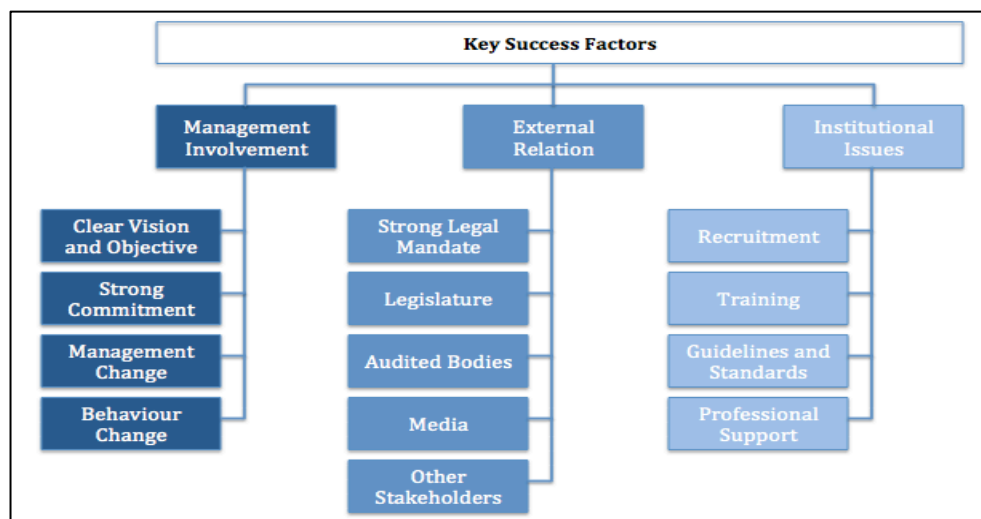 Key Success Factors
Management
Involvement
External
Relation
Institutional
Issues
Clear Vision
and Objective
Strong
Commitment
Management
Change
Behaviour
Change
Strong Legal
Mandate
Legislature
Audited Bodies
Media
Other
Stakeholders
Recruitment
Training
Guidelines and
Standards
Professional
Support